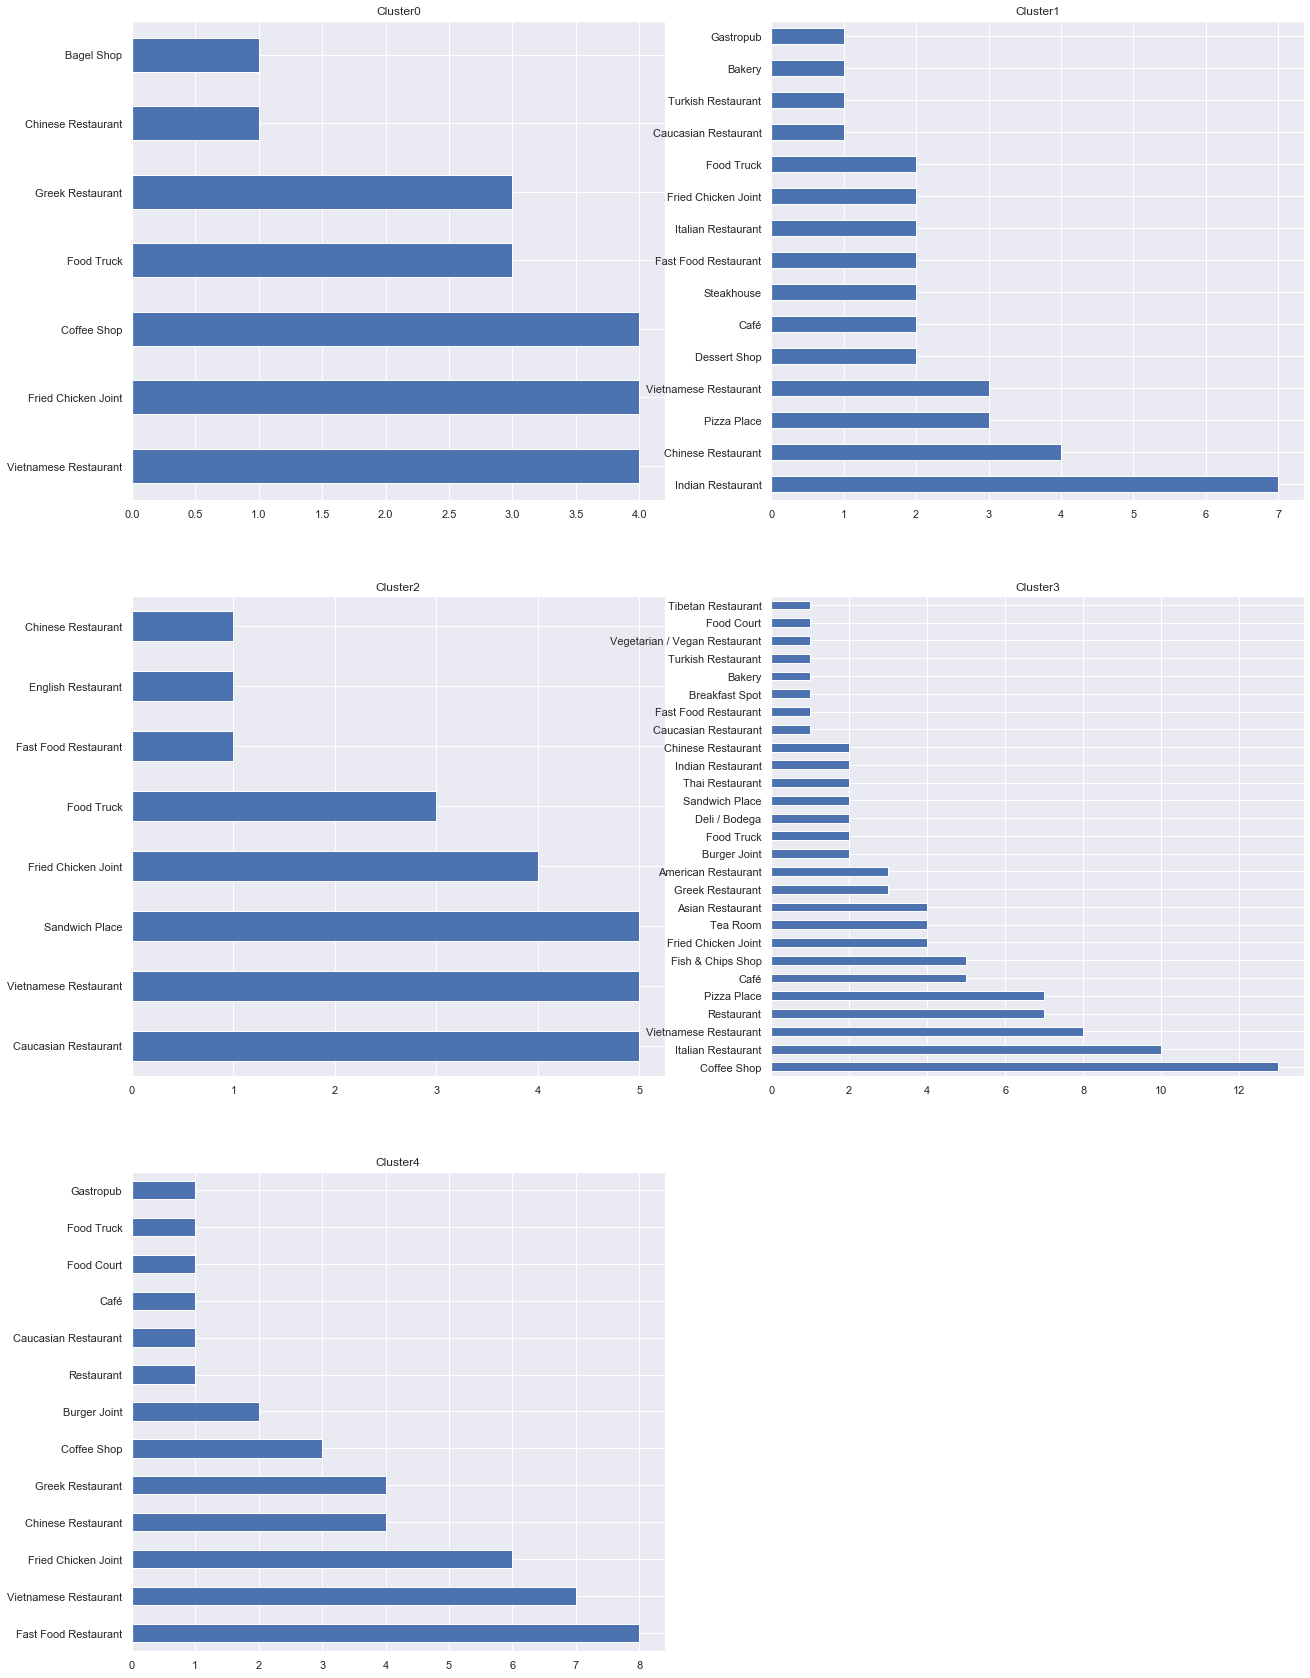 Cluster0
Bagel Shop
Chinese Restaurant
Greek Restaurant
Food Truck
Coffee Shop
Fried Chicken Joint
Vietnamese Restaurant
0.0 0.5 1.0 1.5 2.0 2.5 3.0 3.5 4.0
Cluster1
Gastropub
Bakery
Turkish Restaurant
Caucasian Restaurant
Food Truck
Fried Chicken Joint
Italian Restaurant
Fast Food Restaurant
Steakhouse
Café
Dessert Shop
Vietnamese Restaurant
Pizza Place
Chinese Restaurant
Indian Restaurant
0 1 2 3 4 5 6 7
Cluster2
Chinese Restaurant
English Restaurant
Fast Food Restaurant
Food Truck
Fried Chicken Joint
Sandwich Place
Vietnamese Restaurant
Caucasian Restaurant
0 1 2 3 4 5
Cluster3
Tibetan Restaurant
Food Court
Vegetarian / Vegan Restaurant
Turkish Restaurant
Bakery
Breakfast Spot
Fast Food Restaurant
Caucasian Restaurant
Chinese Restaurant
Indian Restaurant
Thai Restaurant
Sandwich Place
Deli / Bodega
Food Truck
Burger Joint
American Restaurant
Greek Restaurant
Asian Restaurant
Tea Room
Fried Chicken Joint
Fish & Chips Shop
Café
Pizza Place
Restaurant
Vietnamese Restaurant
Italian Restaurant
Coffee Shop
0 2 4 6 8 10 12
Cluster4
Gastropub
Food Truck
Food Court
Café
Caucasian Restaurant
Restaurant
Burger Joint
Coffee Shop
Greek Restaurant
Chinese Restaurant
Fried Chicken Joint
Vietnamese Restaurant
Fast Food Restaurant
0 1 2 3 4 5 6 7 8